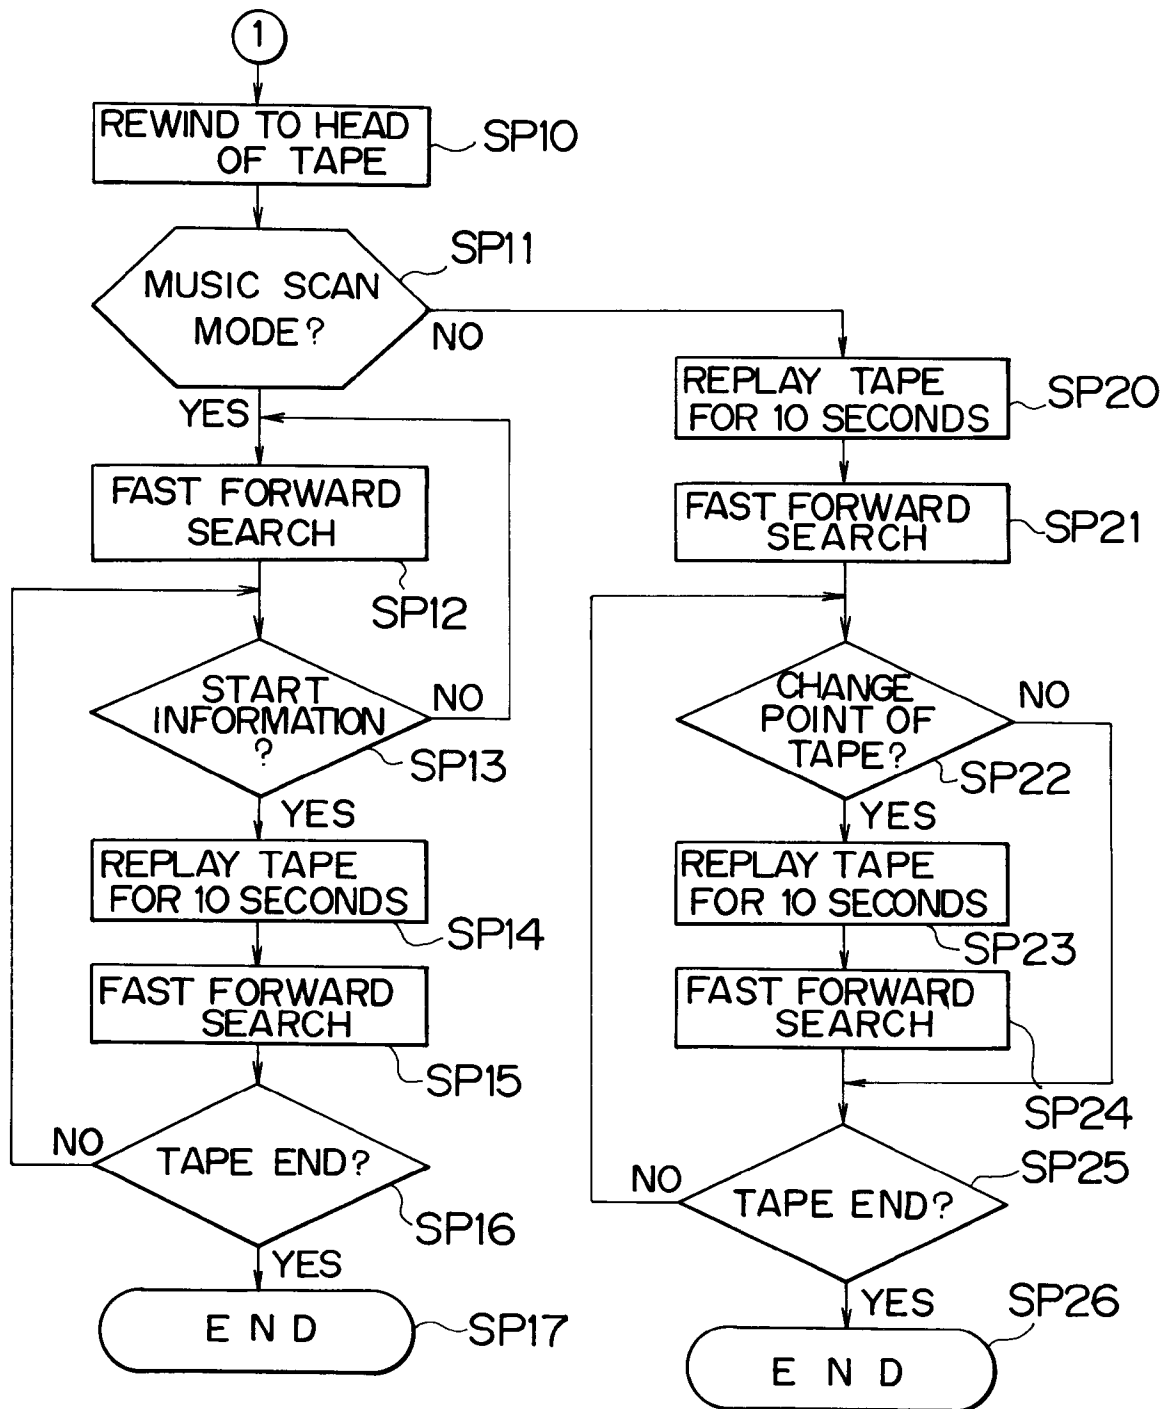 1
REWIND TO HEAD
OF TAPE
SP10
MUSIC SCAN
MODE?
SP11
NO
YES
FAST FORWARD
SEARCH
SP12
START
INFORMATION
?
NO
SP13
YES
REPLAY TAPE
FOR 10 SECONDS
SP14
FAST FORWARD
SEARCH
SP15
NO
TAPE END?
SP16
YES
END
SP17
REPLAY TAPE
FOR 10 SECONDS
SP20
FAST FORWARD
SEARCH
SP21
CHANGE
POINT OF
TAPE?
NO
SP22
YES
REPLAY TAPE
FOR 10 SECONDS
SP23
FAST FORWARD
SEARCH
SP24
NO
TAPE END?
SP25
YES
END
SP26